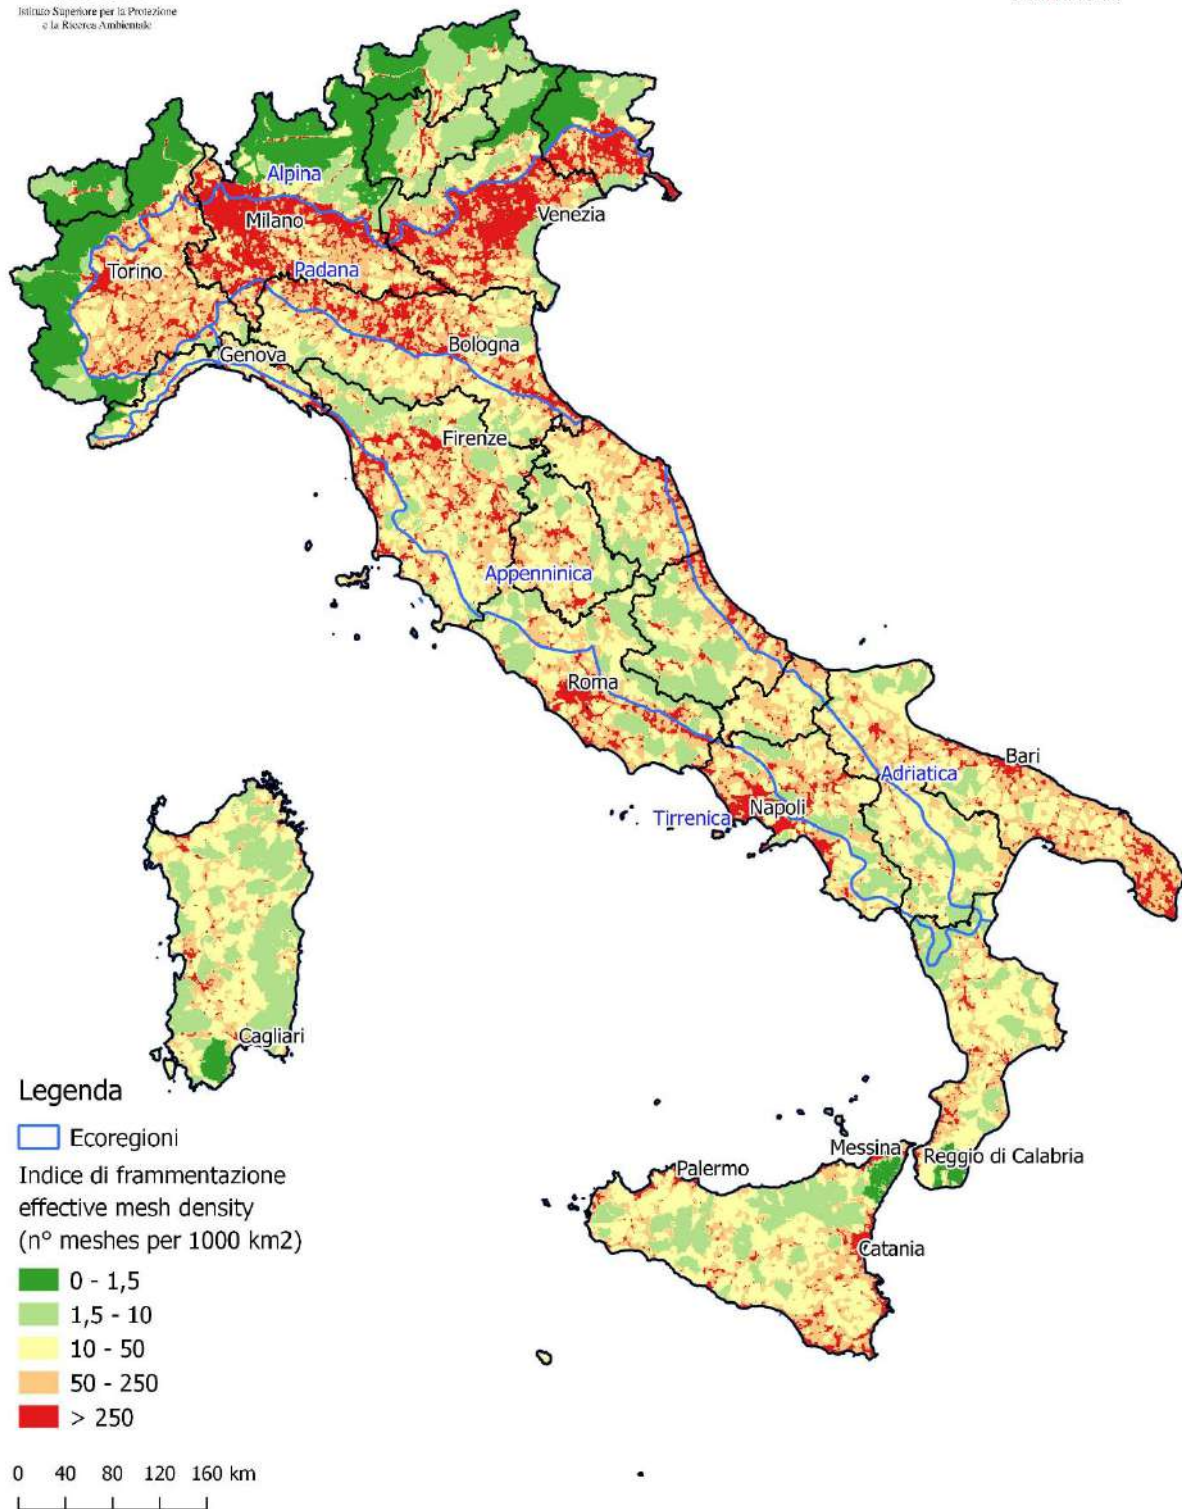 Istituto Superiore per la Protezione
e la Ricerca Ambientale
Alpina
Milano
Venezia
Torino
Padana
Bologna
Genova
Firenze
Appenninica
Roma
Bari
Adriatica
Tirrenica
Napoli
Cagliari
Legenda
Ecoregioni
Messina
Reggio di Calabria
Palermo
Indice di frammentazione
effective mesh density
(n° meshes per 1000 km2)
Catania
0 - 1,5
1,5 - 10
10 - 50
50 - 250
> 250
0 40 80 120 160 km